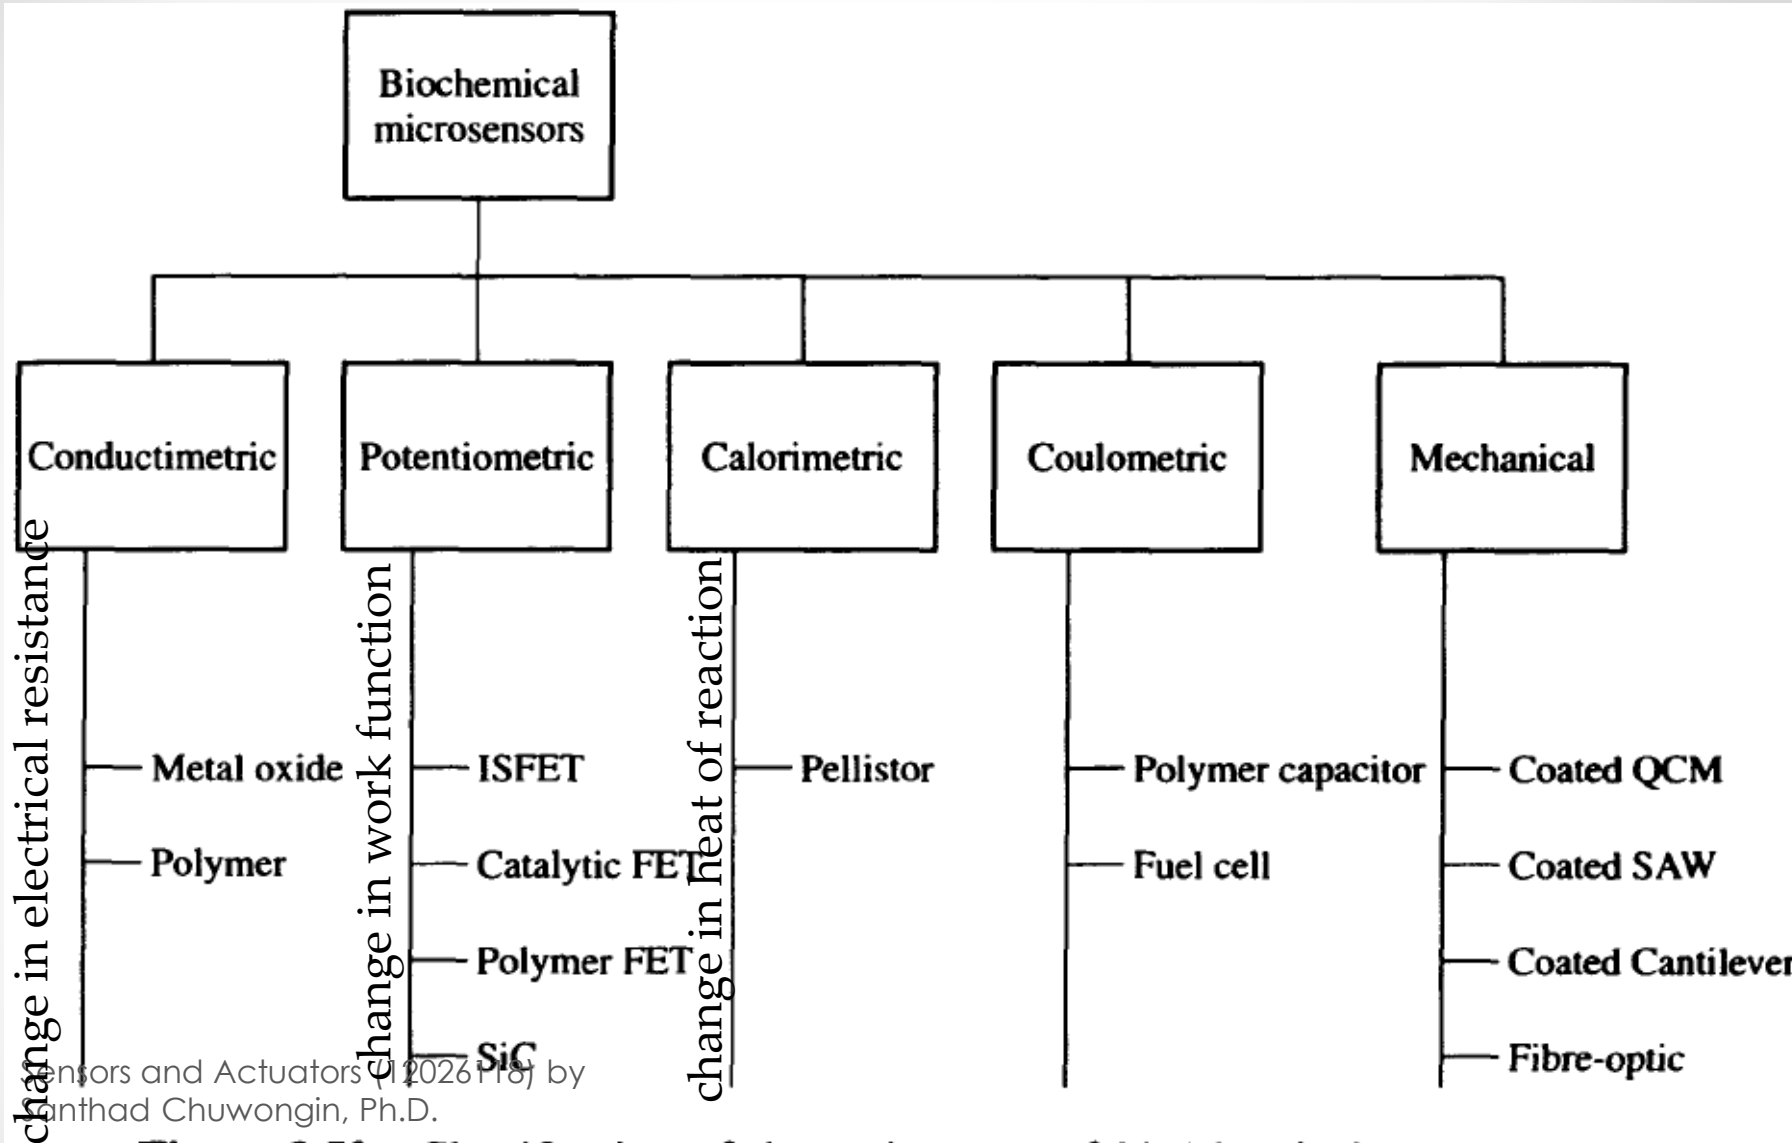 Biochemical
microsensors
Conductimetric
Potentiometric
Calorimetric
Coulometric
Mechanical
change in electrical resistance
Metal oxide
Polymer
change in work function
ISFET
Catalytic FET
Polymer FET
SiC
change in heat of reaction
Pellistor
Polymer capacitor
Fuel cell
Coated QCM
Coated SAW
Coated Cantilever
Fibre-optic
Sensors and Actuators (12026118) by
Santhad Chuwongin, Ph.D.